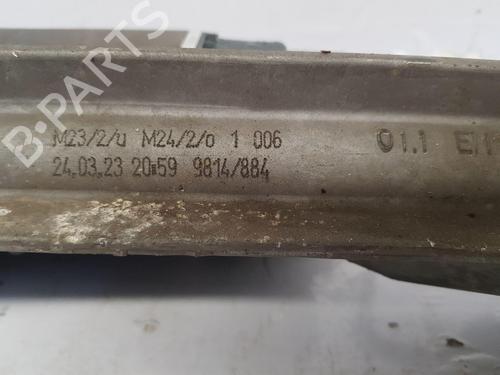 B-Parts
M23/2/u M24/2/o 1 006 01.1
24.03.23 20:59 9814/884